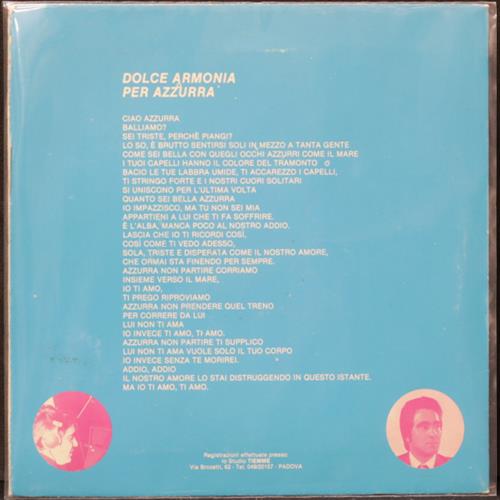 DOLCE ARMONIA
PER AZZURRA
CIAO AZZURRA
BALLIAMO?
SEI TRISTE, PERCHÈ PIANGI?
LO SO, È BRUTTO SENTIRSI SOLI IN MEZZO A TANTA GENTE
COME SEI BELLA CON QUEGLI OCCHI AZZURRI COME IL MARE
I TUOI CAPELLI HANNO IL COLORE DEL TRAMONTO
BACIO LE TUE LABBRA UMIDE, TI ACCAREZZO I CAPELLI,
TI STRINGO FORTE E I NOSTRI CUORI SOLITARI
SI UNISCONO PER L'ULTIMA VOLTA
QUANTO SEI BELLA AZZURRA
IO IMPAZZISCO, MA TU NON SEI MIA
APPARTIENI A LUI CHE TI FA SOFFRIRE.
È L'ALBA, MANCA POCO AL NOSTRO ADDIO.
LASCIA CHE IO TI RICORDI COSÌ,
COSÌ COME TI VEDO ADESSO,
SOLA, TRISTE E DISPERATA COME IL NOSTRO AMORE,
CHE ORMAI STA FINENDO PER SEMPRE.
AZZURRA NON PARTIRE CORRIAMO
INSIEME VERSO IL MARE,
IO TI AMO,
TI PREGO RIPROVIAMO
AZZURRA NON PRENDERE QUEL TRENO
PER CORRERE DA LUI
LUI NON TI AMA
IO INVECE TI AMO, TI AMO.
AZZURRA NON PARTIRE TI SUPPLICO
LUI NON TI AMA VUOLE SOLO IL TUO CORPO
IO INVECE SENZA TE MORIREI.
ADDIO, ADDIO
IL NOSTRO AMORE LO STAI DISTRUGGENDO IN QUESTO ISTANTE.
MA IO TI AMO, TI AMO.
Registrazioni effettuate presso
lo Studio TIEMME
Via Brocetti, 62 - Tel. 049/20157 - PADOVA